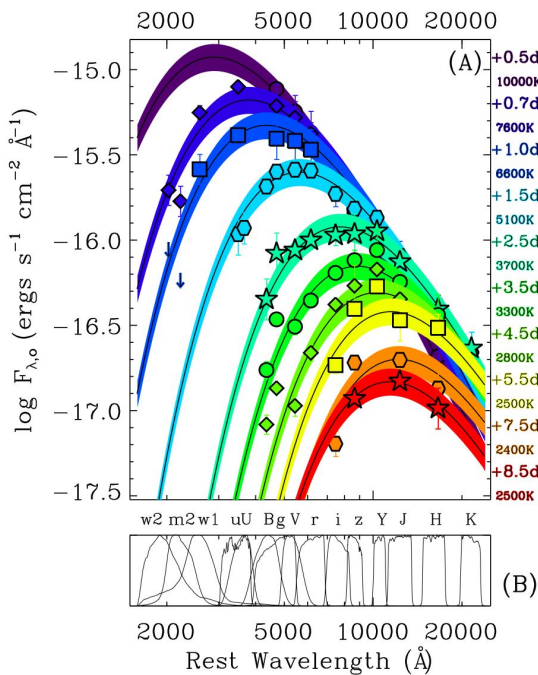 2000 5000 10000 20000
(A)
+0.5d
10000K
+0.7d
7600K
+1.0d
6600K
+1.5d
5100K
+2.5d
3700K
+3.5d
3300K
+4.5d
2800K
+5.5d
2500K
+7.5d
2400K
+8.5d
2500K
−15.0
−15.5
−16.0
−16.5
−17.0
−17.5
log F λ,o (ergs s⁻¹ cm⁻² Å⁻¹)
w2 m2 w1 uU Bg V r i z Y J H K
(B)
2000 5000 10000 20000
Rest Wavelength (Å)